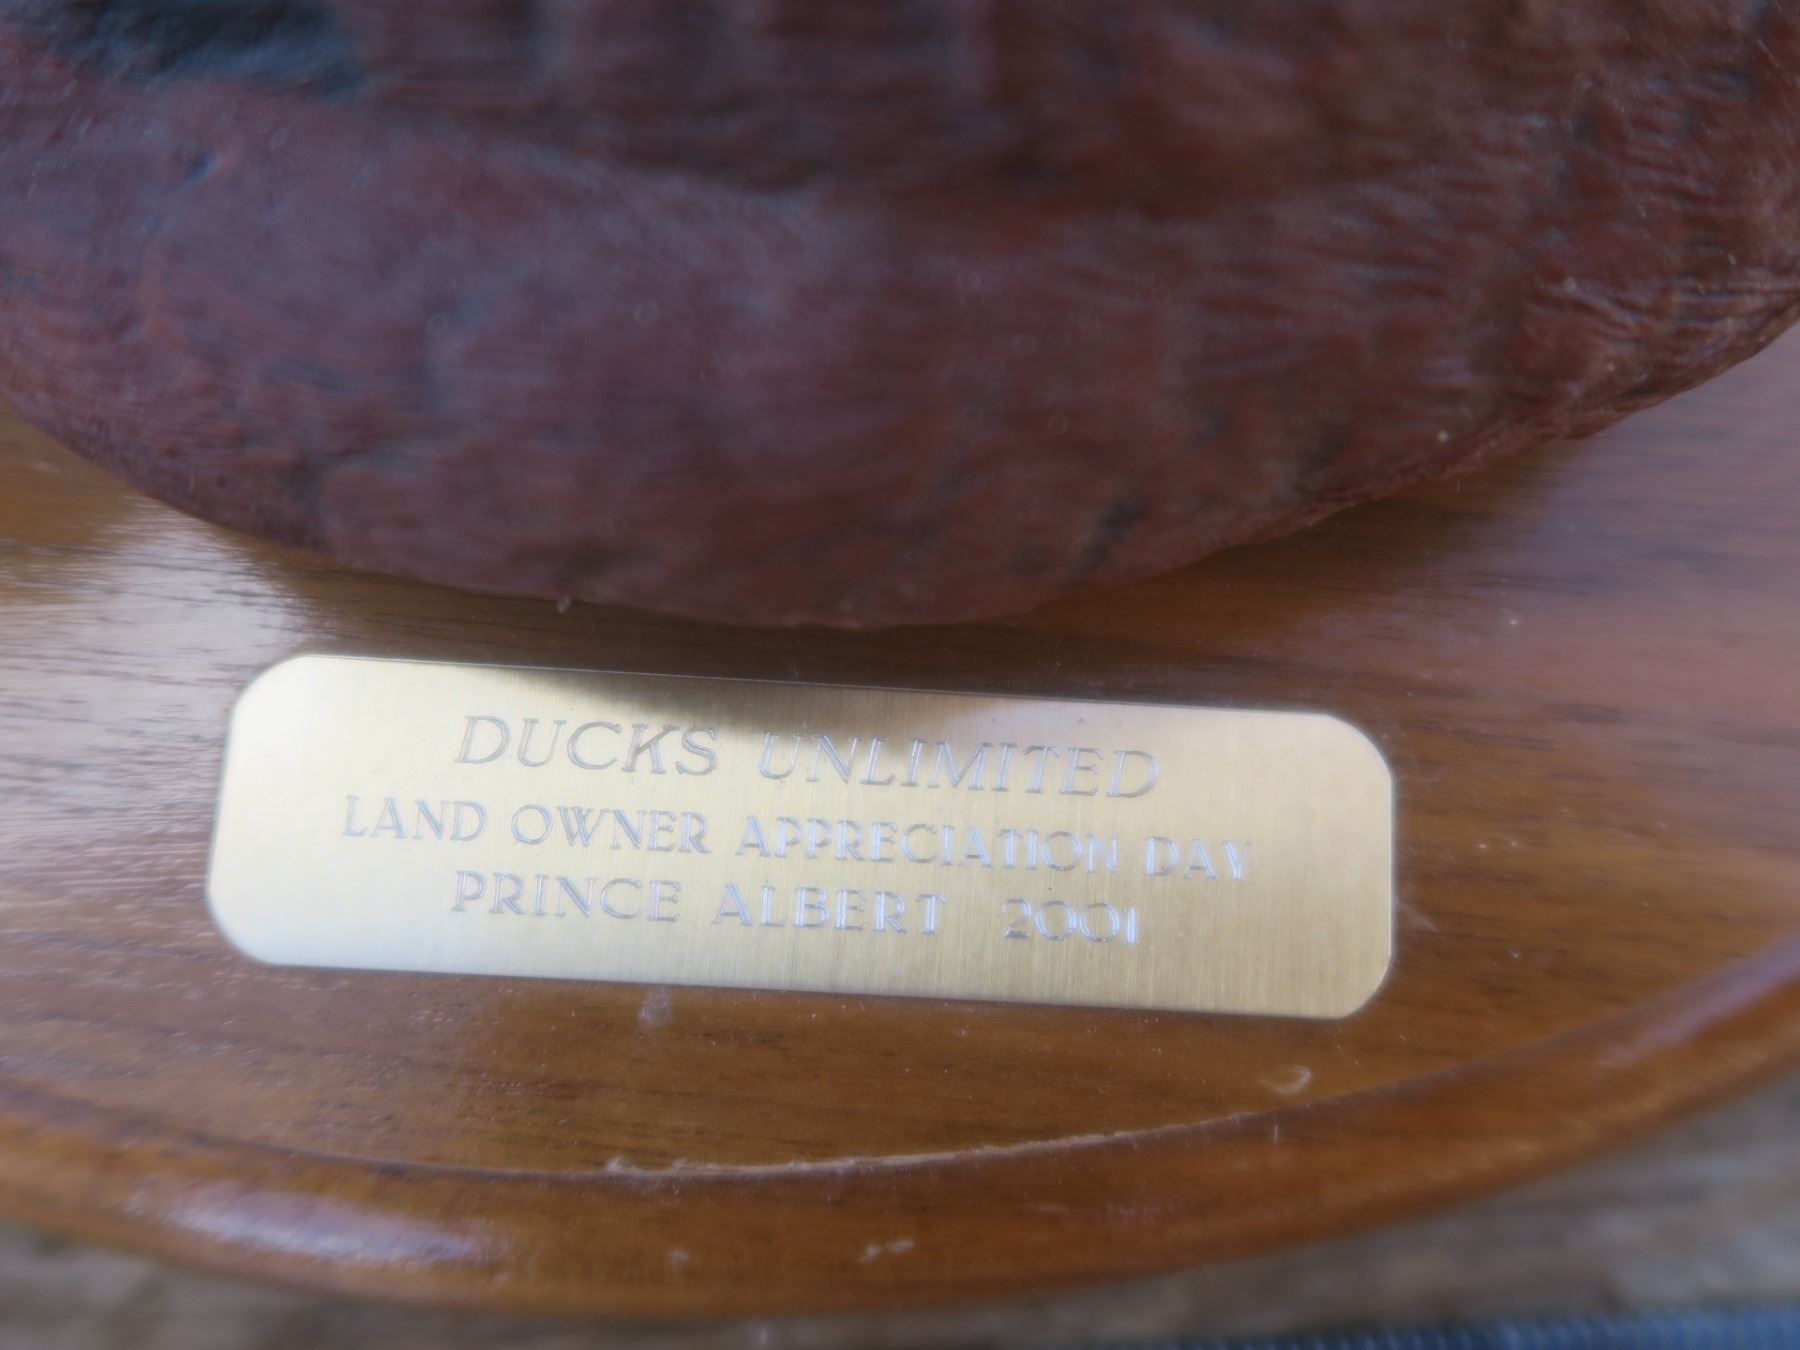 DUCKS UNLIMITED
LAND OWNER APPRECIATION DAY
PRINCE ALBERT 2001